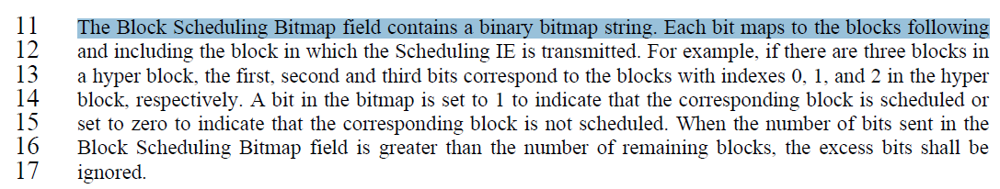 11 The Block Scheduling Bitmap field contains a binary bitmap string. Each bit maps to the blocks following
12 and including the block in which the Scheduling IE is transmitted. For example, if there are three blocks in
13 a hyper block, the first, second and third bits correspond to the blocks with indexes 0, 1, and 2 in the hyper
14 block, respectively. A bit in the bitmap is set to 1 to indicate that the corresponding block is scheduled or
15 set to zero to indicate that the corresponding block is not scheduled. When the number of bits sent in the
16 Block Scheduling Bitmap field is greater than the number of remaining blocks, the excess bits shall be
17 ignored.